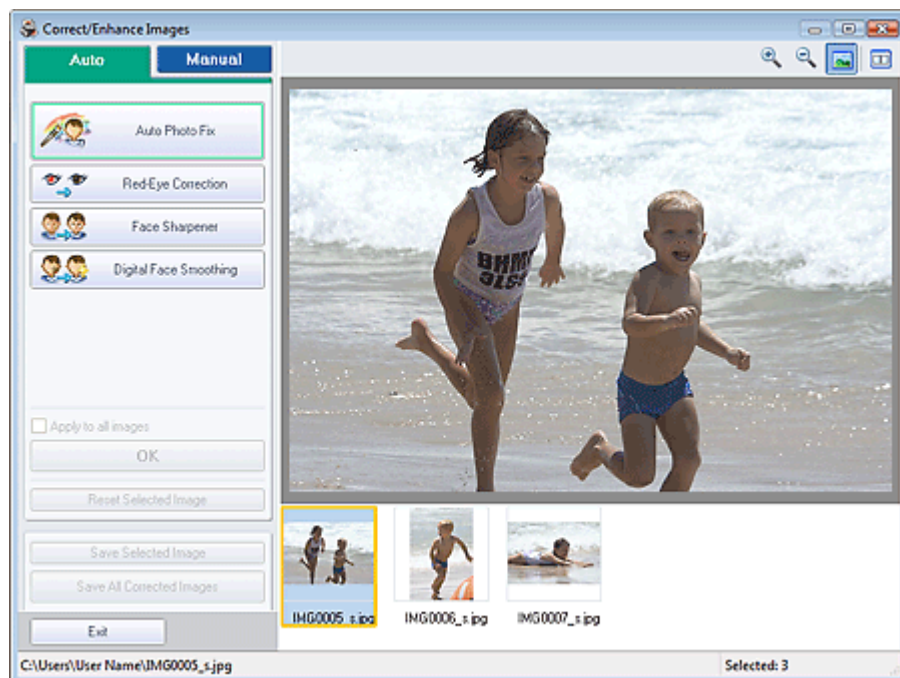 Correct/Enhance Images
Auto
Manual
Auto Photo Fix
Red-Eye Correction
Face Sharpener
Digital Face Smoothing
Apply to all images
OK
Reset Selected Image
Save Selected Image
Save All Corrected Images
Exit
BHMV
3LSS
IMG0005_s.jpg
IMG0006_s.jpg
IMG0007_s.jpg
C:\Users\User Name\IMG0005_s.jpg
Selected: 3